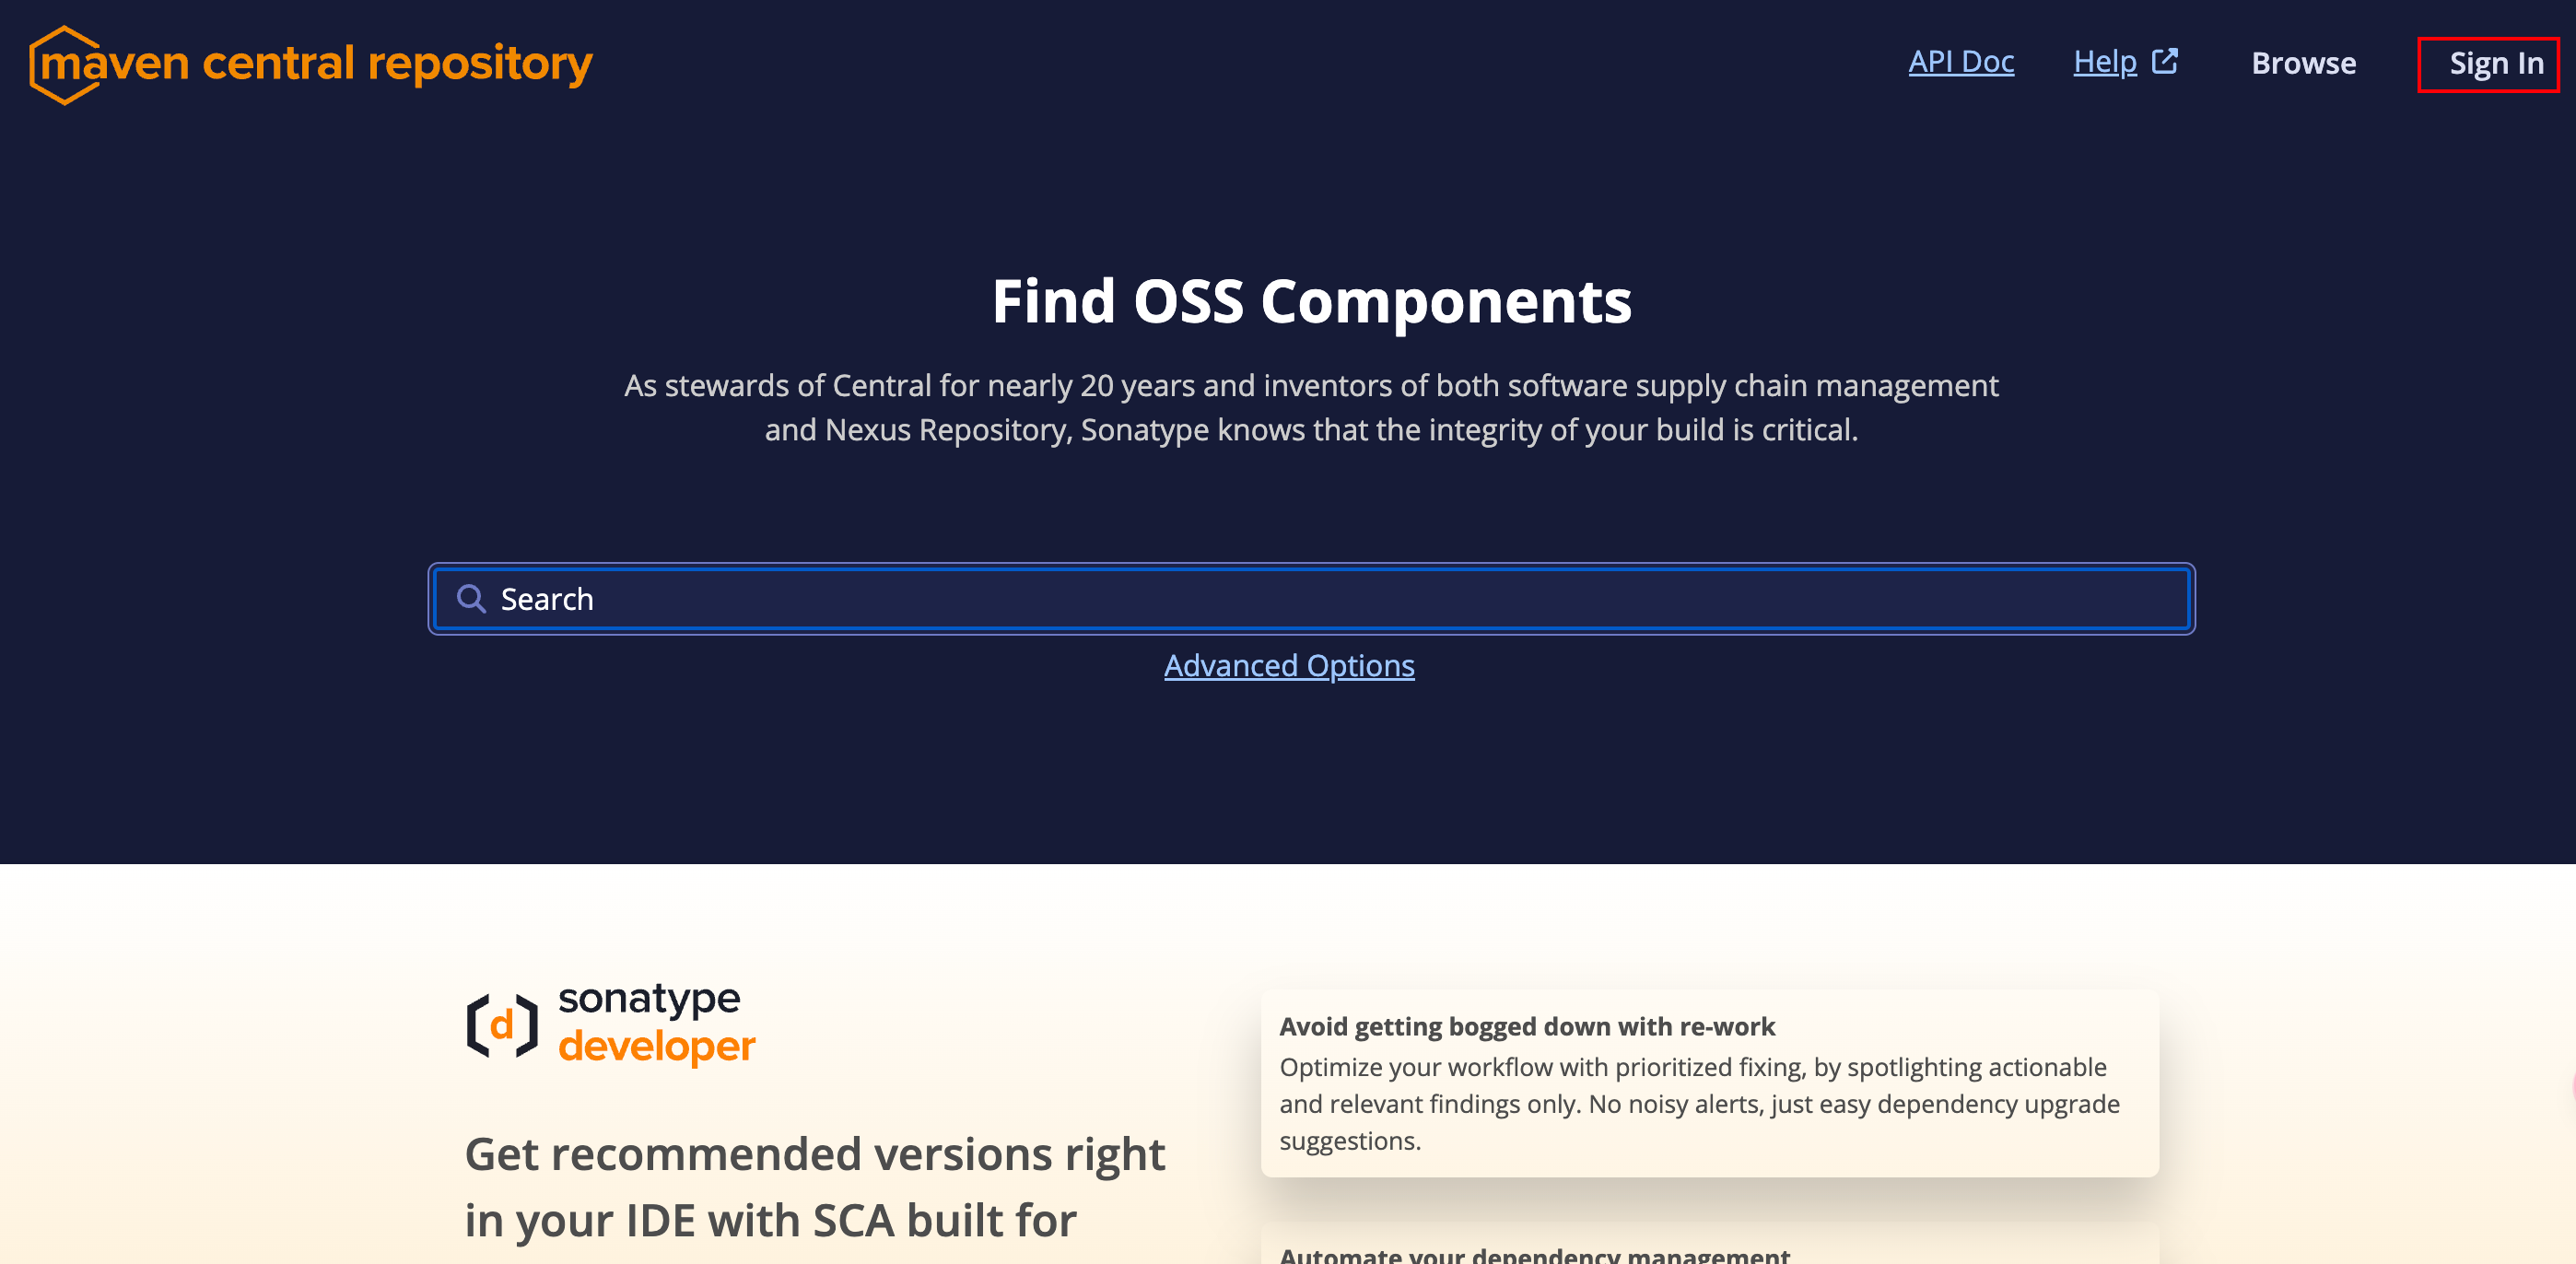 maven central repository
API Doc
Help
Browse
Sign In
Find OSS Components
As stewards of Central for nearly 20 years and inventors of both software supply chain management
and Nexus Repository, Sonatype knows that the integrity of your build is critical.
Search
Advanced Options
sonatype
developer
d
Get recommended versions right
in your IDE with SCA built for
Avoid getting bogged down with re-work
Optimize your workflow with prioritized fixing, by spotlighting actionable
and relevant findings only. No noisy alerts, just easy dependency upgrade
suggestions.
Automate your dependency management